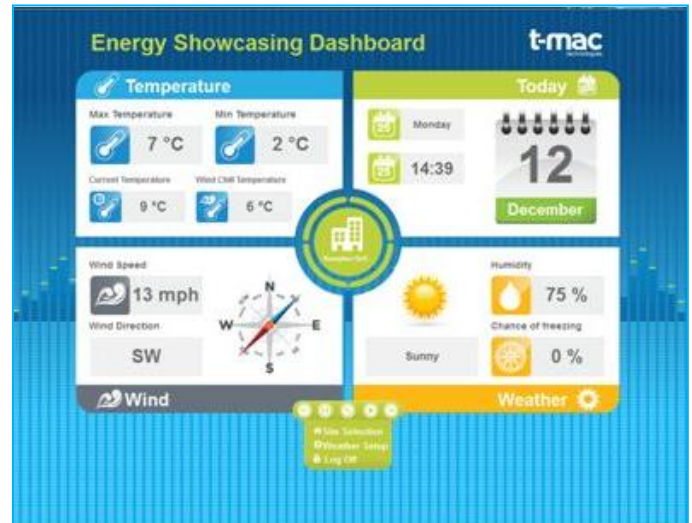 Energy Showcasing Dashboard
t-mac
technologies
Temperature
Today
Max Temperature
Min Temperature
7 °C
2 °C
Current Temperature
Wind Chill Temperature
9 °C
6 °C
Monday
14:39
12
December
Wind Speed
13 mph
Wind Direction
SW
N
W
E
S
Humidity
75 %
Chance of freezing
0 %
Sunny
Wind
Weather
Site Selection
Weather Setup
Log Off